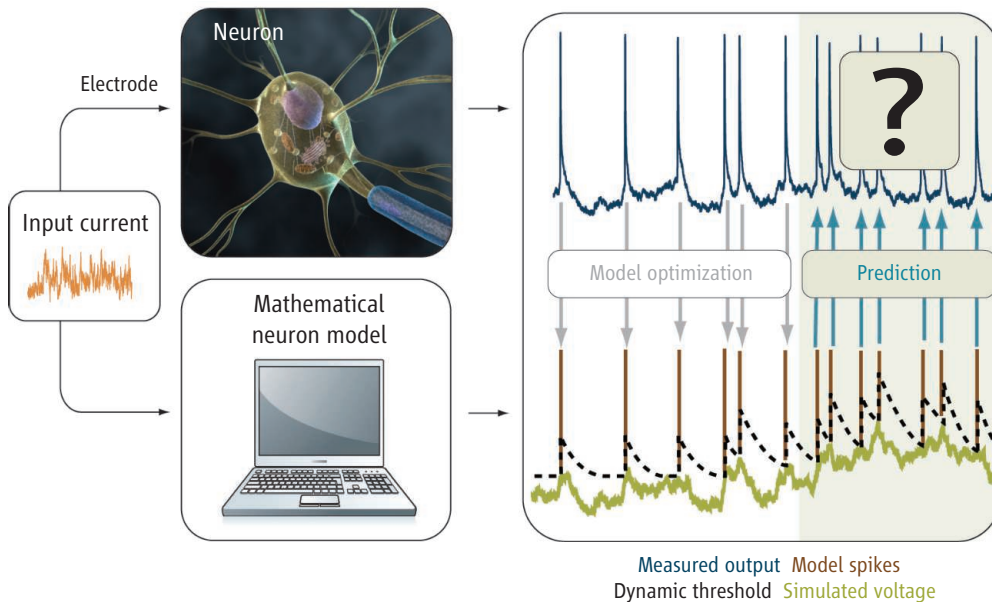 Neuron
Electrode
Input current
Mathematical
neuron model
?
Model optimization
Prediction
Measured output Model spikes
Dynamic threshold Simulated voltage